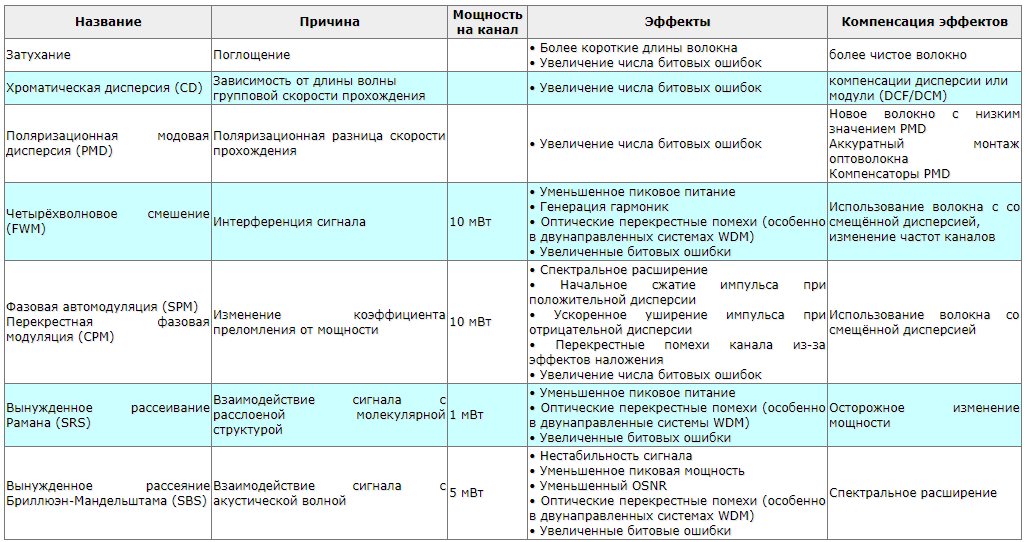 Название
Причина
Мощность
на канал
Эффекты
Компенсация эффектов
Затухание
Поглощение
• Более короткие длины волокна
• Увеличение числа битовых ошибок
более чистое волокно
Хроматическая дисперсия (CD)
Зависимость от длины волны
групповой скорости прохождения
• Увеличение числа битовых ошибок
компенсации дисперсии или
модули (DCF/DCM)
Поляризационная модовая
дисперсия (PMD)
Поляризационная разница скорости
прохождения
• Увеличение числа битовых ошибок
Новое волокно с низким
значением PMD
Аккуратный монтаж
оптоволокна
Компенсаторы PMD
Четырёхволновое смешение
(FWM)
Интерференция сигнала
10 мВт
• Уменьшенное пиковое питание
• Генерация гармоник
• Оптические перекрестные помехи (особенно
в двунаправленных системах WDM)
• Увеличенные битовых ошибки
Использование волокна с со
смещённой дисперсией,
изменение частот каналов
Фазовая автомодуляция (SPM)
Перекрестная фазовая
модуляция (CPM)
Изменение коэффициента
преломления от мощности
10 мВт
• Спектральное расширение
• Начальное сжатие импульса при
положительной дисперсии
• Ускоренное уширение импульса при
отрицательной дисперсии
• Перекрестные помехи канала из-за
эффектов наложения
• Увеличение числа битовых ошибок
Использование волокна со
смещённой дисперсией
Вынужденное рассеивание
Рамана (SRS)
Взаимодействие сигнала с
расслоеной молекулярной
структурой
1 мВт
• Уменьшенное пиковое питание
• Оптические перекрестные помехи (особенно
в двунаправленные системы WDM)
• Увеличенные битовых ошибки
Осторожное изменение
мощности
Вынужденное рассеяние
Бриллюэн-Мандельштама (SBS)
Взаимодействие сигнала с
акустической волной
5 мВт
• Нестабильность сигнала
• Уменьшенное пиковая мощность
• Уменьшенный OSNR
• Оптические перекрестные помехи (особенно
в двунаправленных системах WDM)
• Увеличенные битовые ошибки
Спектральное расширение